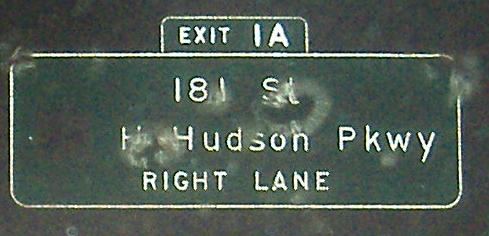 EXIT 1A
181 St
H. Hudson Pkwy
RIGHT LANE